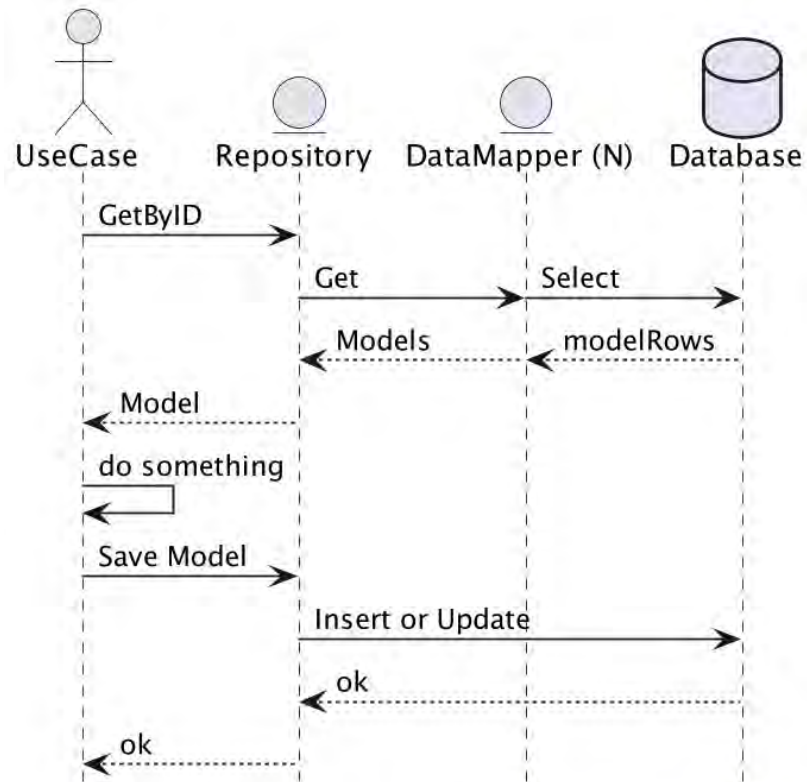 UseCase
Repository
DataMapper (N)
Database
GetByID
Get
Select
Models
modelRows
Model
do something
Save Model
Insert or Update
ok
ok